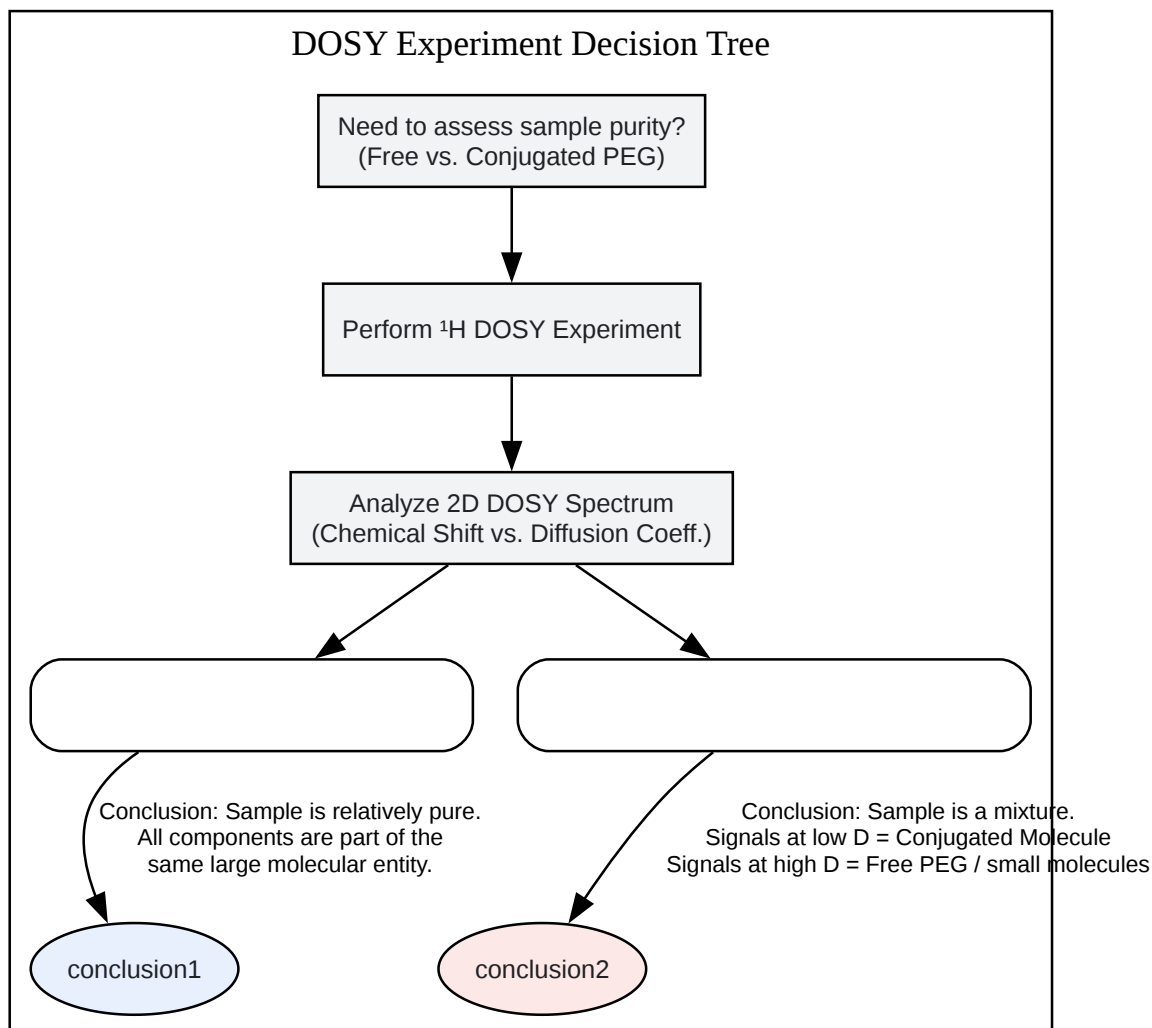 DOSY Experiment Decision Tree
Need to assess sample purity?
(Free vs. Conjugated PEG)
Perform ¹H DOSY Experiment
Analyze 2D DOSY Spectrum
(Chemical Shift vs. Diffusion Coeff.)
Conclusion: Sample is relatively pure.
All components are part of the
same large molecular entity.
Conclusion: Sample is a mixture.
Signals at low D = Conjugated Molecule
Signals at high D = Free PEG / small molecules
conclusion1
conclusion2